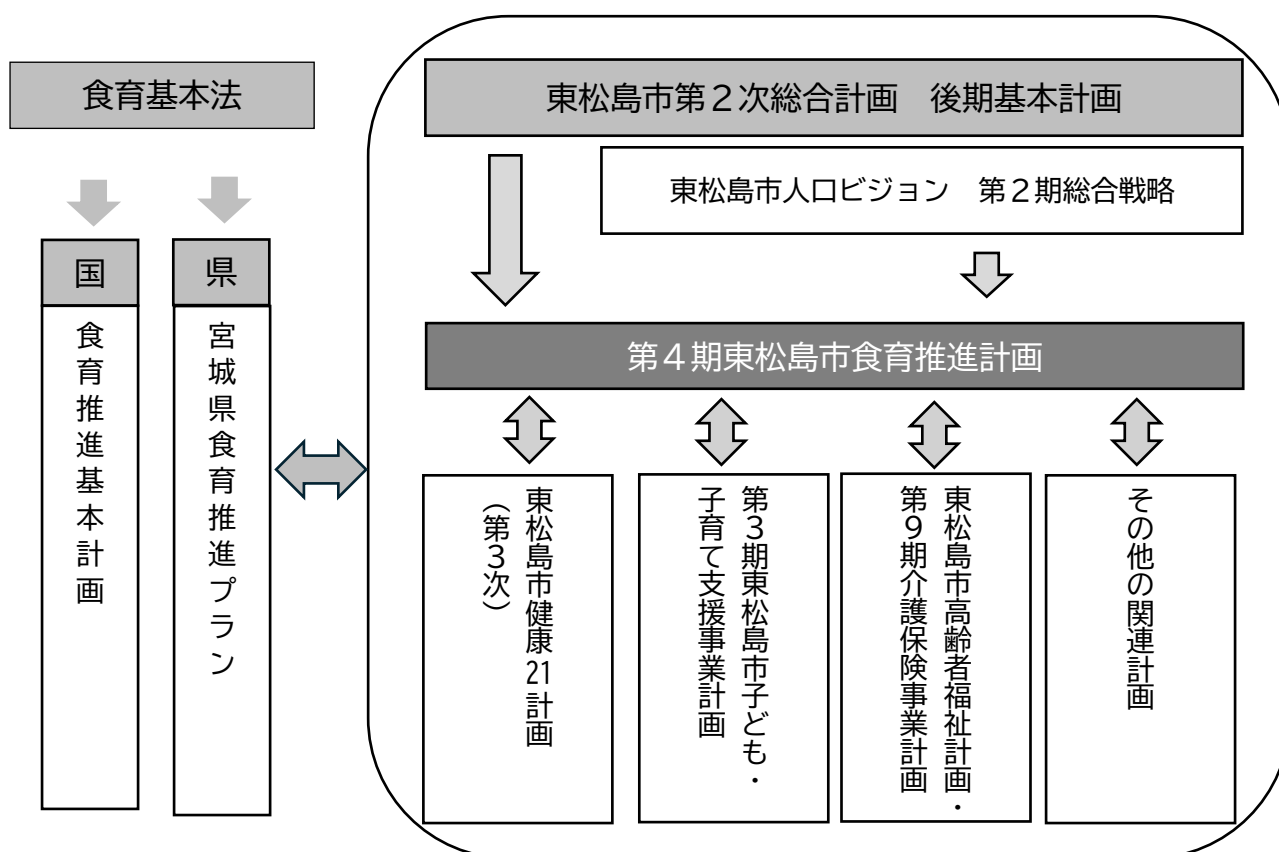 食育基本法
国
食育推進基本計画
県
宮城県食育推進プラン
東松島市第２次総合計画　後期基本計画
東松島市人口ビジョン　第２期総合戦略
第４期東松島市食育推進計画
東松島市健康21計画
（第３次）
第３期東松島市子ども・
子育て支援事業計画
東松島市高齢者福祉計画・
第９期介護保険事業計画
その他の関連計画